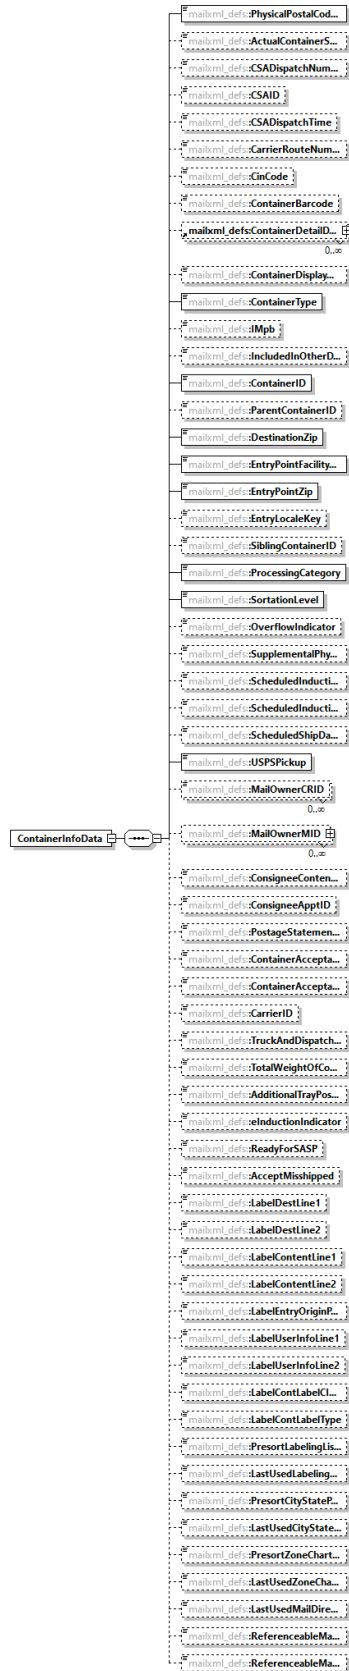 mailxml_defs:PhysicalPostalCod...
mailxml_defs:ActualContainerS...
mailxml_defs:CSADispatchNum...
mailxml_defs:CSAID
mailxml_defs:CSADispatchTime
mailxml_defs:CarrierRouteNum...
mailxml_defs:CinCode
mailxml_defs:ContainerBarcode
mailxml_defs:ContainerDetailD...
0..∞
mailxml_defs:ContainerDisplay...
mailxml_defs:ContainerType
mailxml_defs:IMpb
mailxml_defs:IncludedInOtherD...
mailxml_defs:ContainerID
mailxml_defs:ParentContainerID
mailxml_defs:DestinationZip
mailxml_defs:EntryPointFacility...
mailxml_defs:EntryPointZip
mailxml_defs:EntryLocaleKey
mailxml_defs:SiblingContainerID
mailxml_defs:ProcessingCategory
mailxml_defs:SortationLevel
mailxml_defs:OverflowIndicator
mailxml_defs:SupplementalPhy...
mailxml_defs:ScheduledInducti...
mailxml_defs:ScheduledInducti...
mailxml_defs:ScheduledShipDa...
mailxml_defs:USPSPickup
mailxml_defs:MailOwnerCRID
0..∞
ContainerInfoData
mailxml_defs:MailOwnerMID
0..∞
mailxml_defs:ConsigneeConten...
mailxml_defs:ConsigneeApptID
mailxml_defs:PostageStatemen...
mailxml_defs:ContainerAccepta...
mailxml_defs:ContainerAccepta...
mailxml_defs:CarrierID
mailxml_defs:TruckAndDispatch...
mailxml_defs:TotalWeightOfCo...
mailxml_defs:AdditionalTrayPos...
mailxml_defs:eInductionIndicator
mailxml_defs:ReadyForSASP
mailxml_defs:AcceptMisshipped
mailxml_defs:LabelDestLine1
mailxml_defs:LabelDestLine2
mailxml_defs:LabelContentLine1
mailxml_defs:LabelContentLine2
mailxml_defs:LabelEntryOriginP...
mailxml_defs:LabelUserInfoLine1
mailxml_defs:LabelUserInfoLine2
mailxml_defs:LabelContLabelCl...
mailxml_defs:LabelContLabelType
mailxml_defs:PresortLabelingLis...
mailxml_defs:LastUsedLabeling...
mailxml_defs:PresortCityStateP...
mailxml_defs:LastUsedCityState...
mailxml_defs:PresortZoneChart...
mailxml_defs:LastUsedZoneCha...
mailxml_defs:LastUsedMailDire...
mailxml_defs:ReferenceableMa...
mailxml_defs:ReferenceableMa...